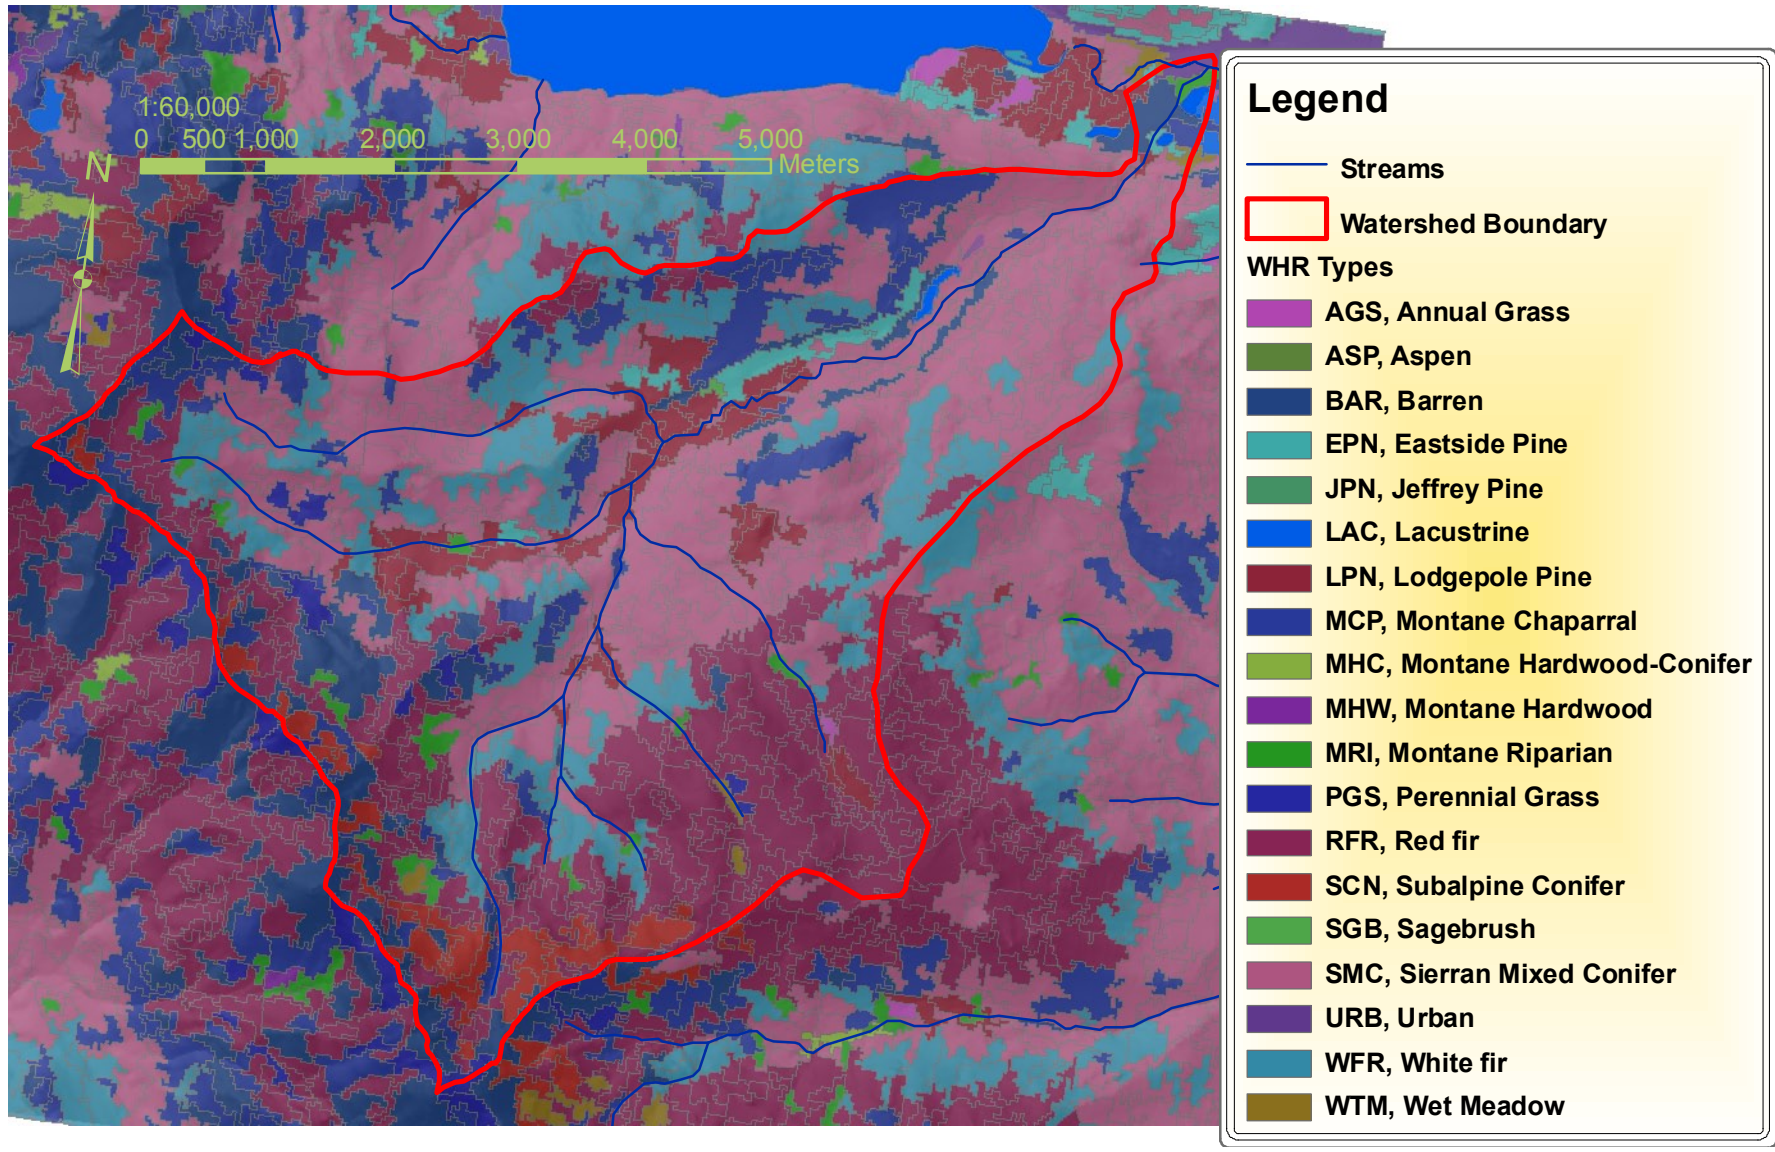 1:60,000
0 500 1,000 2,000 3,000 4,000 5,000
Meters
N
Legend
Streams
Watershed Boundary
WHR Types
AGS, Annual Grass
ASP, Aspen
BAR, Barren
EPN, Eastside Pine
JPN, Jeffrey Pine
LAC, Lacustrine
LPN, Lodgepole Pine
MCP, Montane Chaparral
MHC, Montane Hardwood-Conifer
MHW, Montane Hardwood
MRI, Montane Riparian
PGS, Perennial Grass
RFR, Red fir
SCN, Subalpine Conifer
SGB, Sagebrush
SMC, Sierran Mixed Conifer
URB, Urban
WFR, White fir
WTM, Wet Meadow